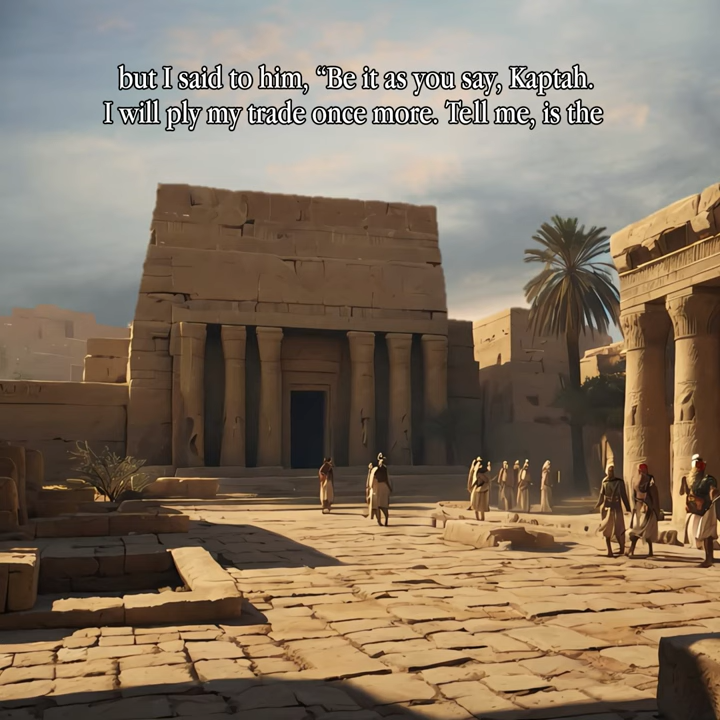 but I said to him, “Be it as you say, Kaptah.
I will ply my trade once more. Tell me, is the